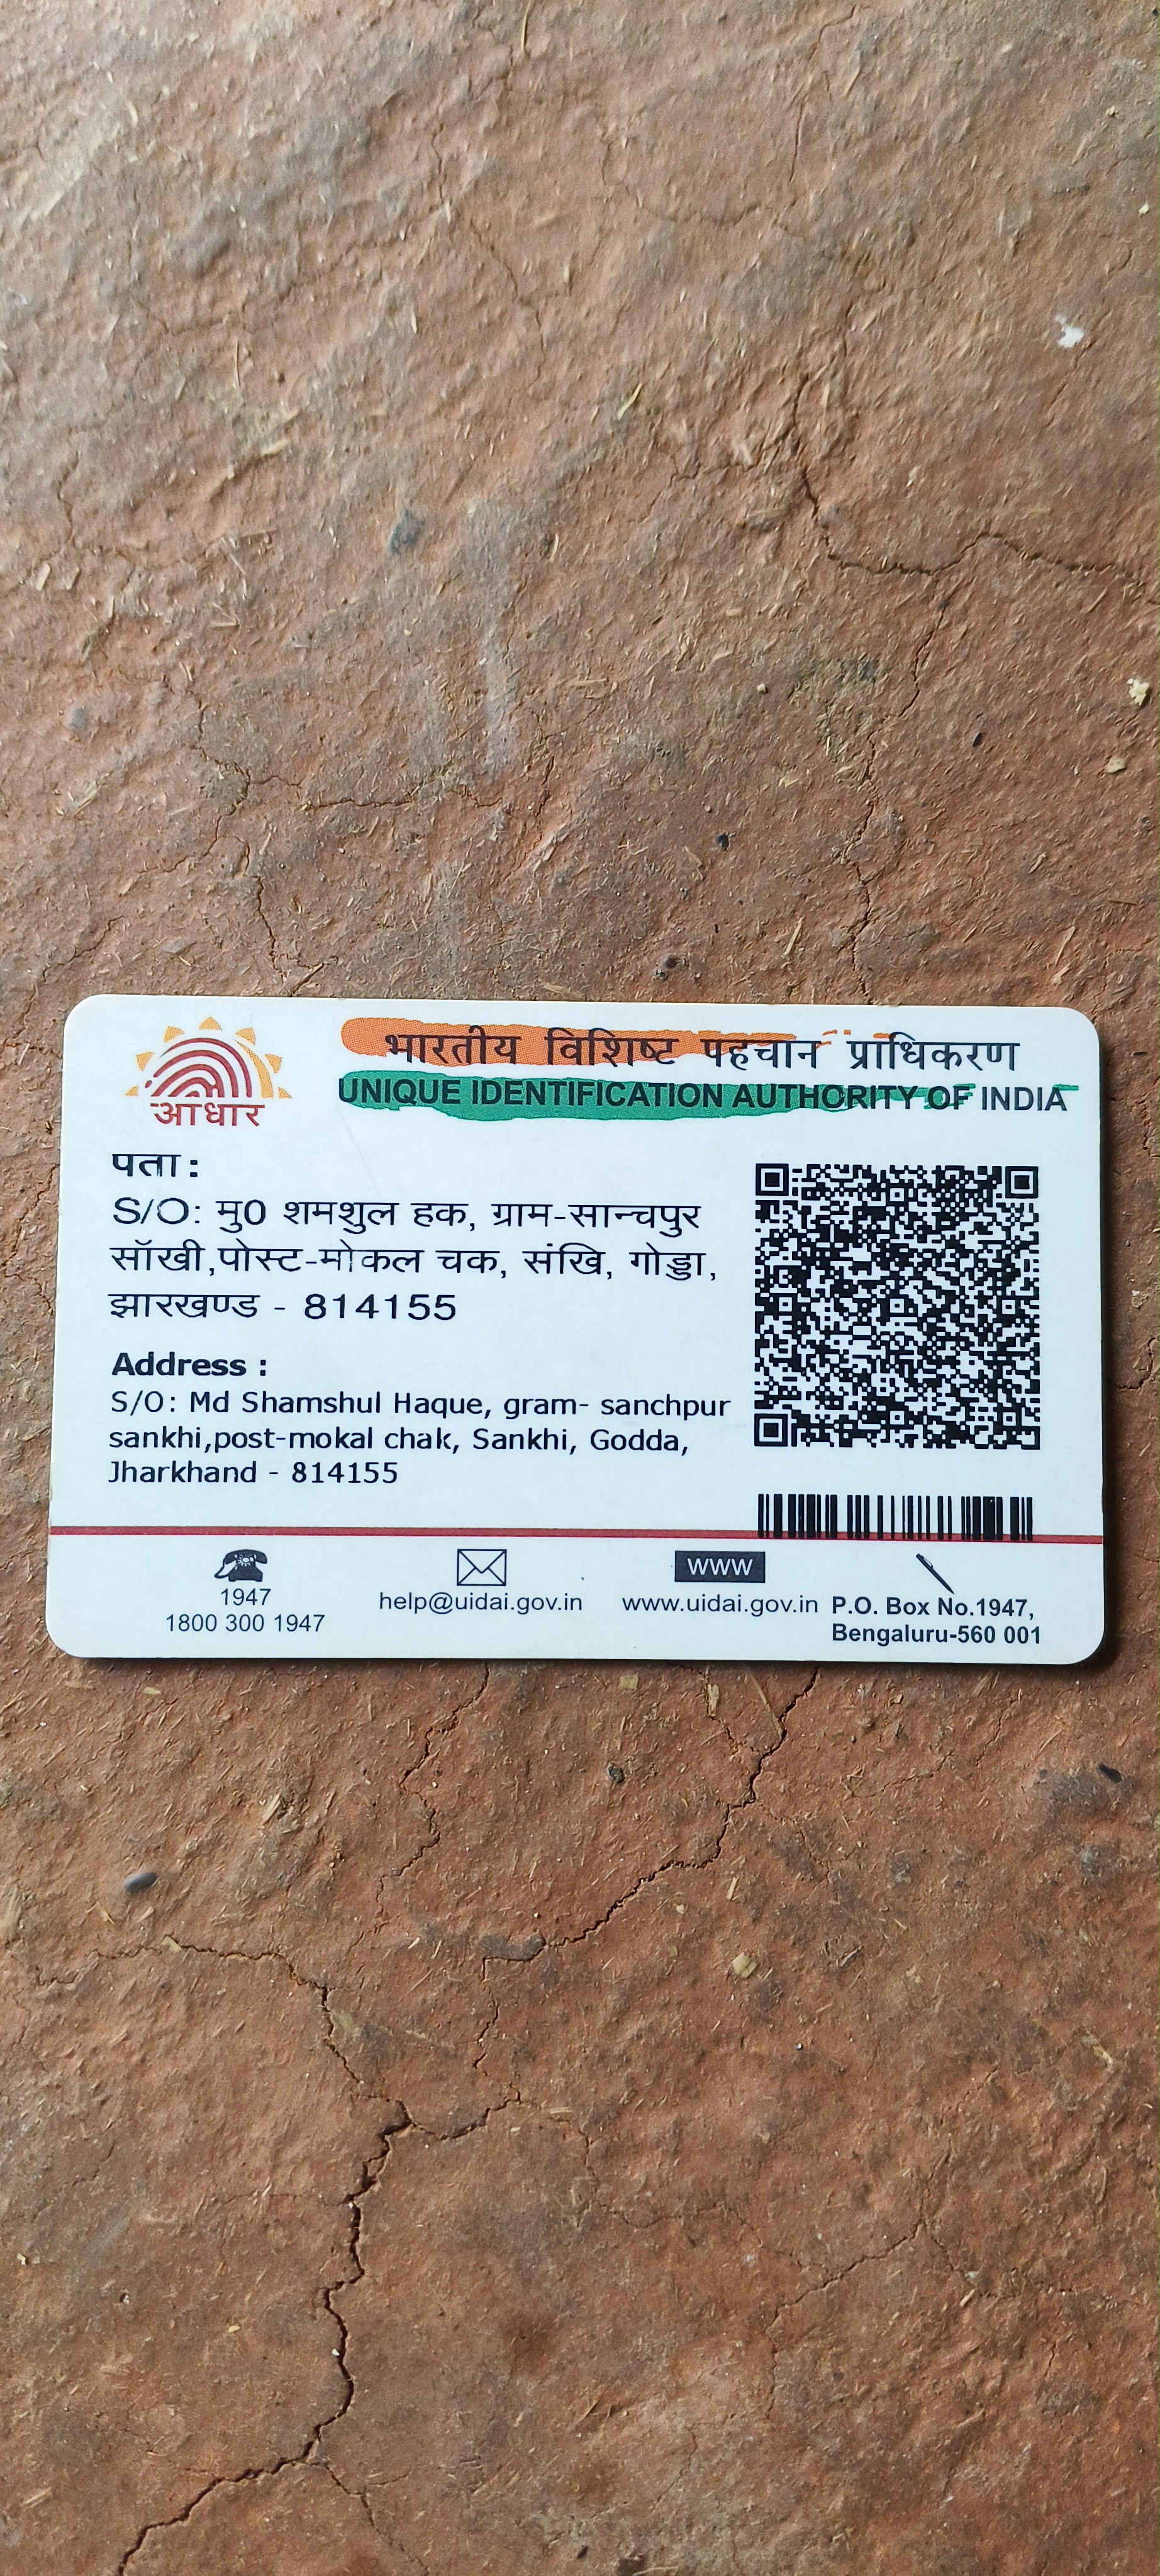 आधार
भारतीय विशिष्ट पहचान प्राधिकरण
UNIQUE IDENTIFICATION AUTHORITY OF INDIA
पता :
S/O: मु0 शमशुल हक, ग्राम-सान्चपुर
सॉखी,पोस्ट-मोकल चक, संखि, गोड्डा,
झारखण्ड - 814155
Address :
S/O: Md Shamshul Haque, gram- sanchpur
sankhi,post-mokal chak, Sankhi, Godda,
Jharkhand - 814155
1947
1800 300 1947
help@uidai.gov.in
www
www.uidai.gov.in
P.O. Box No.1947,
Bengaluru-560 001